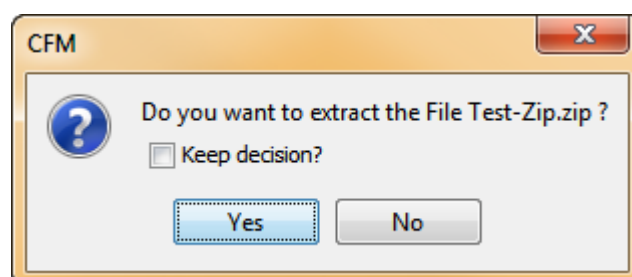 CFM
Do you want to extract the File Test-Zip.zip ?
Keep decision?
Yes
No